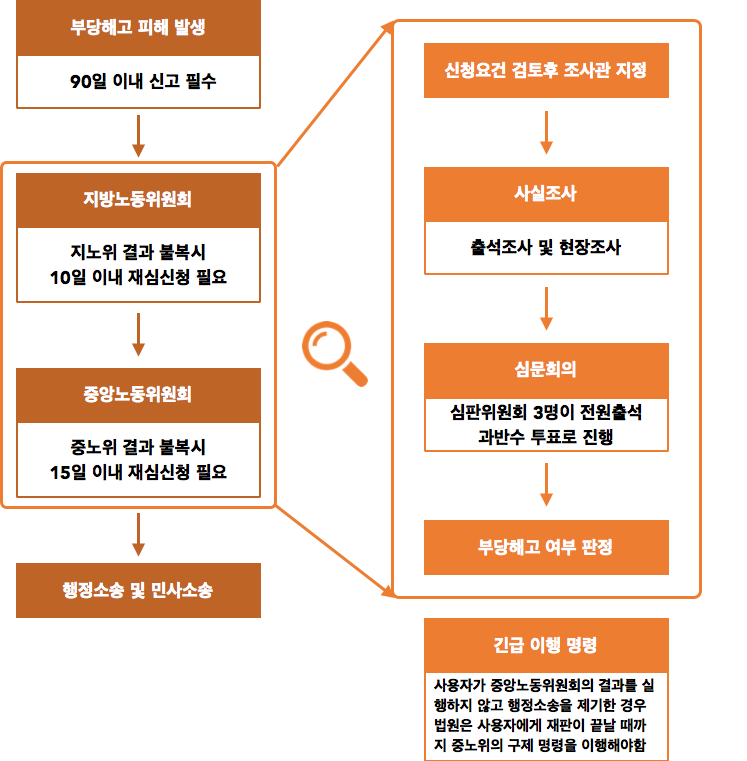 부당해고 피해 발생
90일 이내 신고 필수
지방노동위원회
지노위 결과 불복시
10일 이내 재심신청 필요
중앙노동위원회
중노위 결과 불복시
15일 이내 재심신청 필요
행정소송 및 민사소송
신청요건 검토후 조사관 지정
사실조사
출석조사 및 현장조사
심문회의
심판위원회 3명이 전원출석
과반수 투표로 진행
부당해고 여부 판정
긴급 이행 명령
사용자가 중앙노동위원회의 결과를 실
행하지 않고 행정소송을 제기한 경우
법원은 사용자에게 재판이 끝날 때까
지 중노위의 구제 명령을 이행해야함